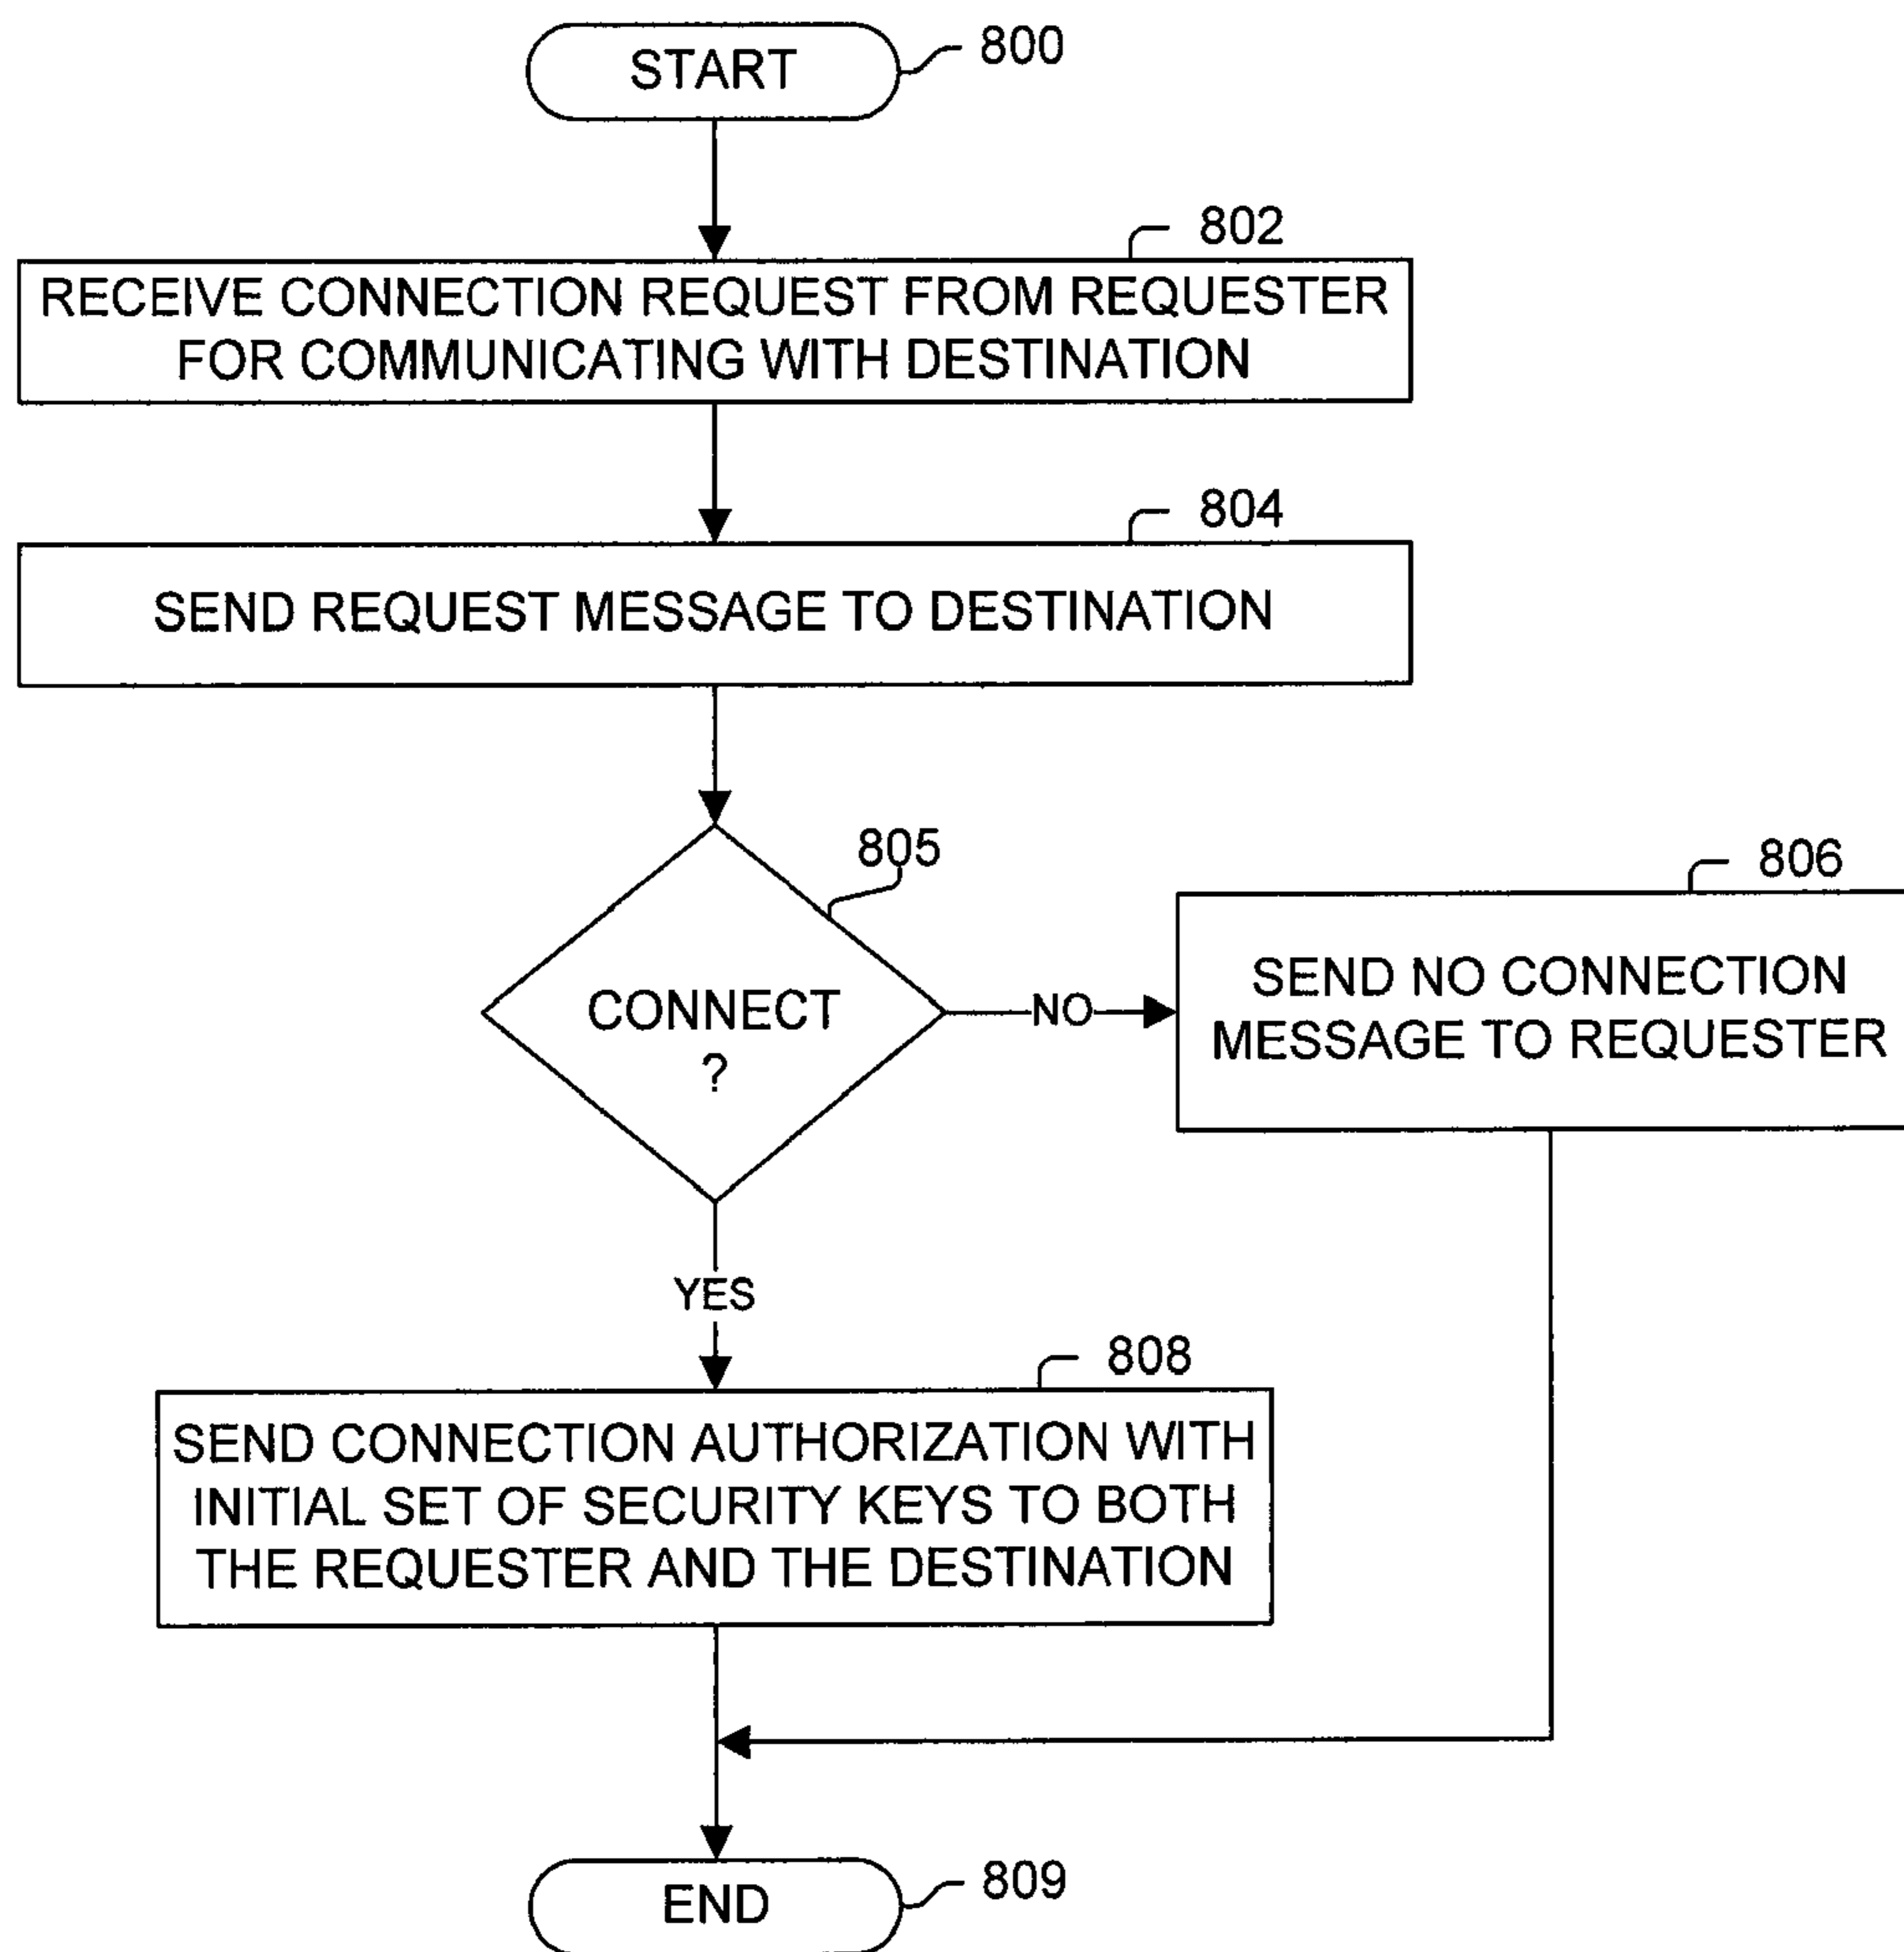 START
800
802
RECEIVE CONNECTION REQUEST FROM REQUESTER
FOR COMMUNICATING WITH DESTINATION
804
SEND REQUEST MESSAGE TO DESTINATION
805
CONNECT
?
NO
806
SEND NO CONNECTION
MESSAGE TO REQUESTER
YES
808
SEND CONNECTION AUTHORIZATION WITH
INITIAL SET OF SECURITY KEYS TO BOTH
THE REQUESTER AND THE DESTINATION
END
809